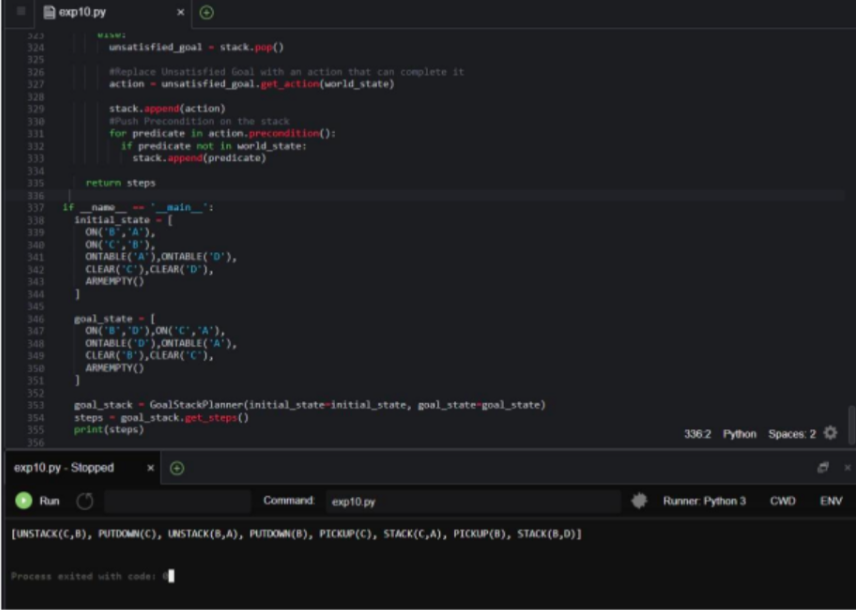 exp10.py
323 else:
324 unsatisfied_goal = stack.pop()
325
326 #Replace Unsatisfied Goal with an action that can complete it
327 action = unsatisfied_goal.get_action(world_state)
328
329 stack.append(action)
330 #Push Precondition on the stack
331 for predicate in action.precondition():
332 if predicate not in world_state:
333 stack.append(predicate)
334
335 return steps
336
337 if __name__ == '__main__':
338 initial_state = [
339 ON('B','A'),
340 ON('C','B'),
341 ONTABLE('A'),ONTABLE('D'),
342 CLEAR('C'),CLEAR('D'),
343 ARMEMPTY()
344 ]
345
346 goal_state = [
347 ON('B','D'),ON('C','A'),
348 ONTABLE('D'),ONTABLE('A'),
349 CLEAR('B'),CLEAR('C'),
350 ARMEMPTY()
351 ]
352
353 goal_stack = GoalStackPlanner(initial_state=initial_state, goal_state=goal_state)
354 steps = goal_stack.get_steps()
355 print(steps)
356
336:2 Python Spaces: 2
exp10.py - Stopped
Run Command: exp10.py Runner: Python 3 CWD ENV
[UNSTACK(C,B), PUTDOWN(C), UNSTACK(B,A), PUTDOWN(B), PICKUP(C), STACK(C,A), PICKUP(B), STACK(B,D)]
Process exited with code: 0